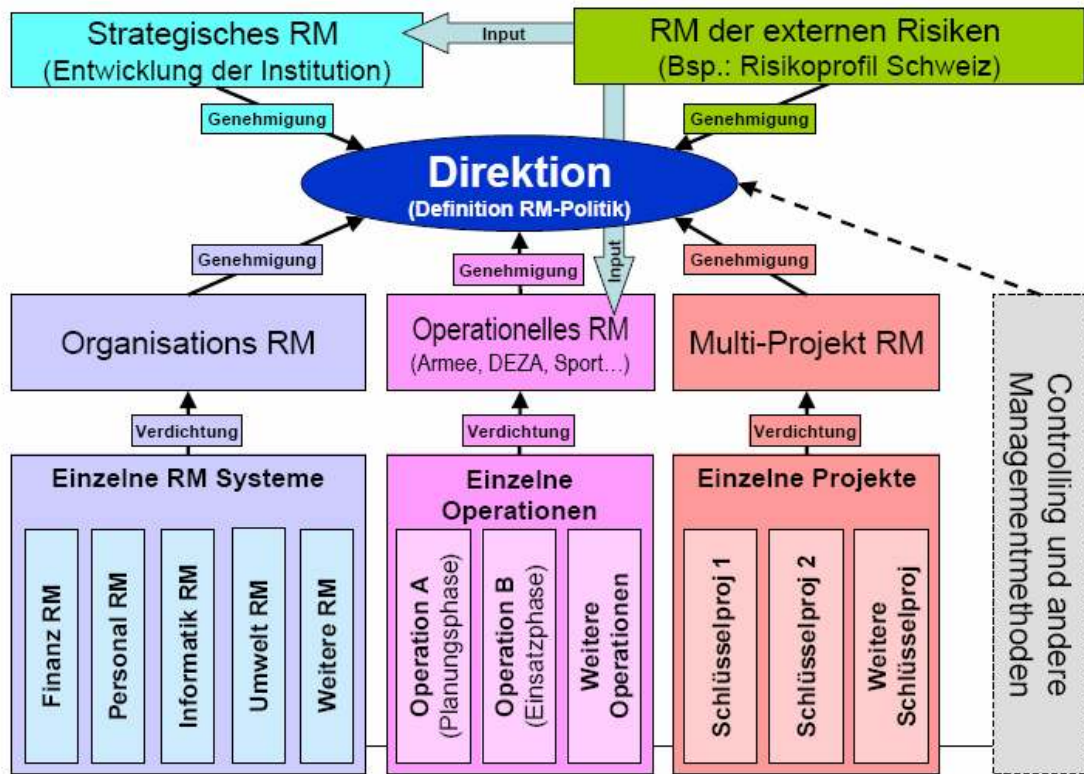 Strategisches RM
(Entwicklung der Institution)
Input
RM der externen Risiken
(Bsp.: Risikoprofil Schweiz)
Genehmigung
Genehmigung
Direktion
(Definition RM-Politik)
Genehmigung
Genehmigung
Input
Genehmigung
Organisations RM
Operationelles RM
(Armee, DEZA, Sport...)
Multi-Projekt RM
Verdichtung
Verdichtung
Verdichtung
Einzelne RM Systeme
Finanz RM
Personal RM
Informatik RM
Umwelt RM
Weitere RM
Einzelne
Operationen
Operation A
(Planungsphase)
Operation B
(Einsatzphase)
Weitere
Operationen
Einzelne Projekte
Schlüsselproj 1
Schlüsselproj 2
Weitere
Schlüsselproj
Controlling und andere
Managementmethoden